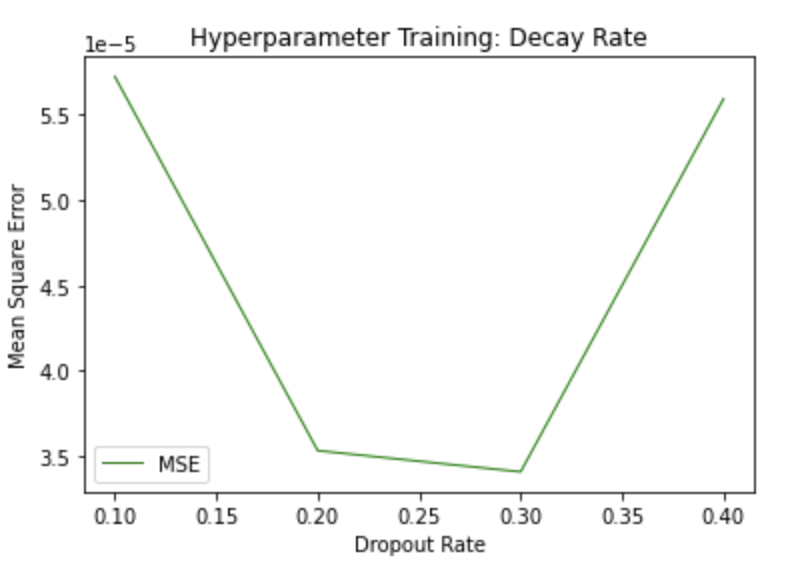 Hyperparameter Training: Decay Rate
1e−5
5.5
5.0
4.5
4.0
3.5
Mean Square Error
MSE
0.10 0.15 0.20 0.25 0.30 0.35 0.40
Dropout Rate